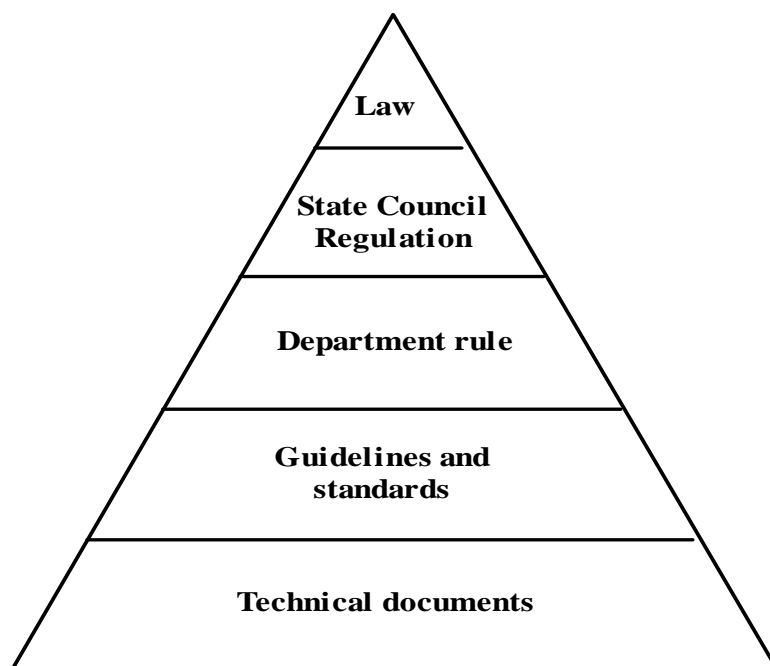 Law
State Council
Regulation
Department rule
Guidelines and
standards
Technical documents